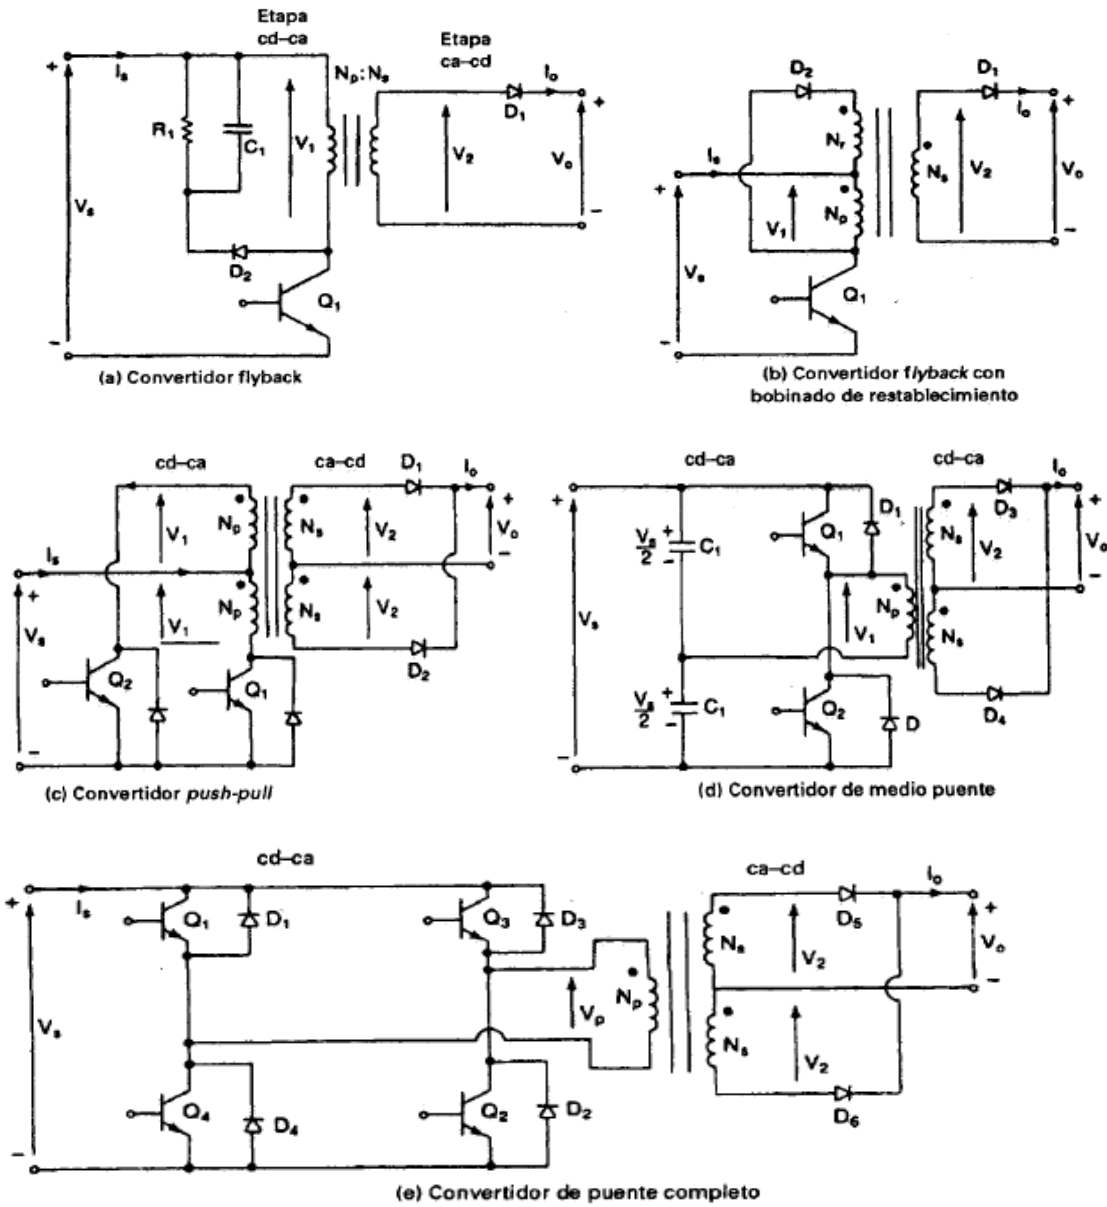 Etapa
cd–ca
Etapa
ca–cd
+
Is
Np:Ns
Io
D1
+
R1
C1
V1
V2
Vo
Vs
−
D2
Q1
−
(a) Convertidor flyback
D2
D1
Io
+
Nr
Is
Ns
V2
Vo
+
Np
V1
−
Vs
Q1
−
(b) Convertidor flyback con
bobinado de restablecimiento
cd–ca
ca–cd
D1
Io
+
Np
Ns
V1
V2
Vo
Is
−
+
Np
Ns
V1
V2
Vs
Q2
Q1
D2
−
(c) Convertidor push-pull
cd–ca
cd–ca
Io
+
D1
D3
+
Q1
Vs/2
+
−
C1
Ns
V2
Vo
Vs
V1
Np
−
Ns
Vs/2
+
−
C1
Q2
D
D4
−
(d) Convertidor de medio puente
cd–ca
ca–cd
+
Is
Q1
D1
Q3
D3
D5
Io
+
Ns
V2
Vo
Vp
Np
−
Vs
Ns
V2
Q4
D4
Q2
D2
D6
−
(e) Convertidor de puente completo